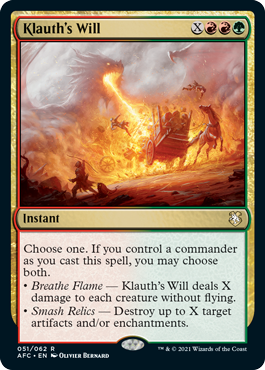 Klauth's Will XRRG
Instant
Choose one. If you control a commander
as you cast this spell, you may choose
both.
• Breathe Flame — Klauth's Will deals X
damage to each creature without flying.
• Smash Relics — Destroy up to X target
artifacts and/or enchantments.
051/062 R
AFC • EN Olivier Bernard
™ & © 2021 Wizards of the Coast